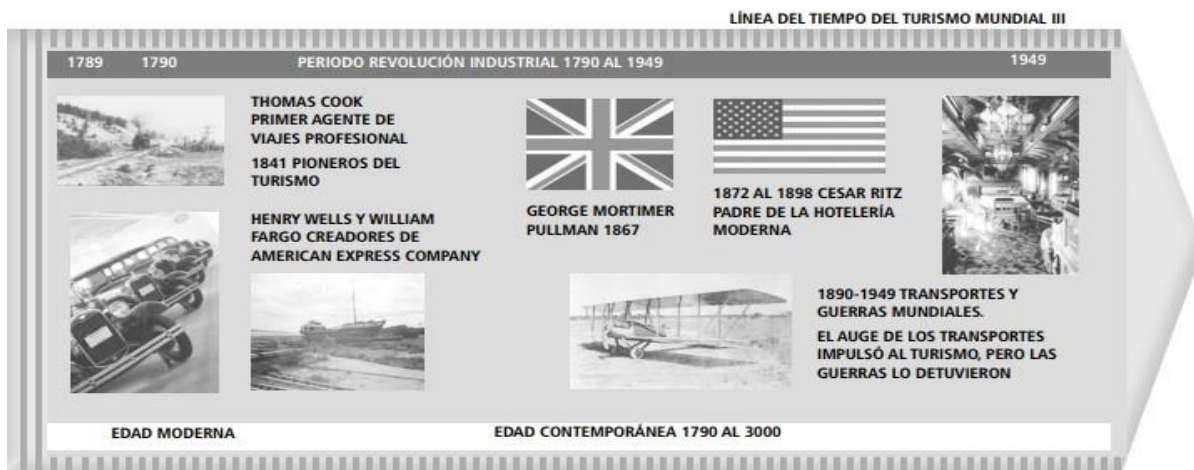 LÍNEA DEL TIEMPO DEL TURISMO MUNDIAL III
1789 1790 PERIODO REVOLUCIÓN INDUSTRIAL 1790 AL 1949 1949
THOMAS COOK
PRIMER AGENTE DE
VIAJES PROFESIONAL
1841 PIONEROS DEL
TURISMO
HENRY WELLS Y WILLIAM
FARGO CREADORES DE
AMERICAN EXPRESS COMPANY
GEORGE MORTIMER
PULLMAN 1867
1872 AL 1898 CESAR RITZ
PADRE DE LA HOTELERÍA
MODERNA
1890-1949 TRANSPORTES Y
GUERRAS MUNDIALES.
EL AUGE DE LOS TRANSPORTES
IMPULSÓ AL TURISMO, PERO LAS
GUERRAS LO DETUVIERON
EDAD MODERNA
EDAD CONTEMPORÁNEA 1790 AL 3000